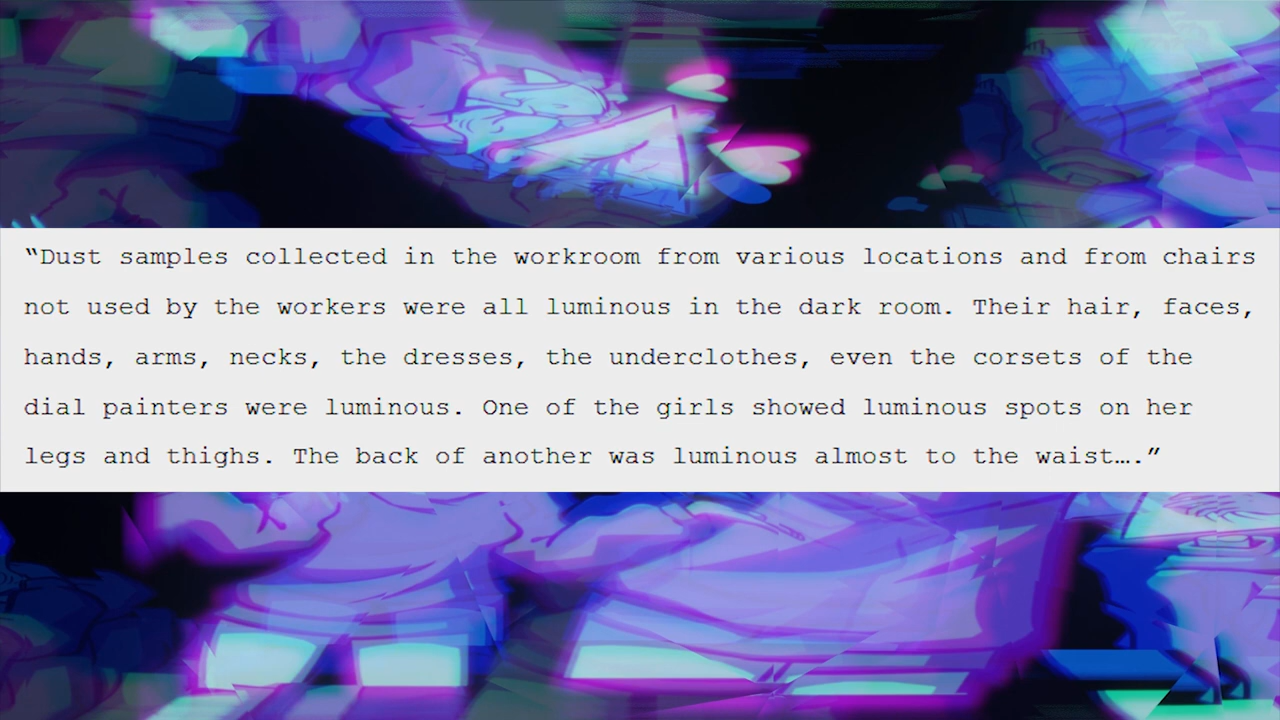 “Dust samples collected in the workroom from various locations and from chairs
not used by the workers were all luminous in the dark room. Their hair, faces,
hands, arms, necks, the dresses, the underclothes, even the corsets of the
dial painters were luminous. One of the girls showed luminous spots on her
legs and thighs. The back of another was luminous almost to the waist….”